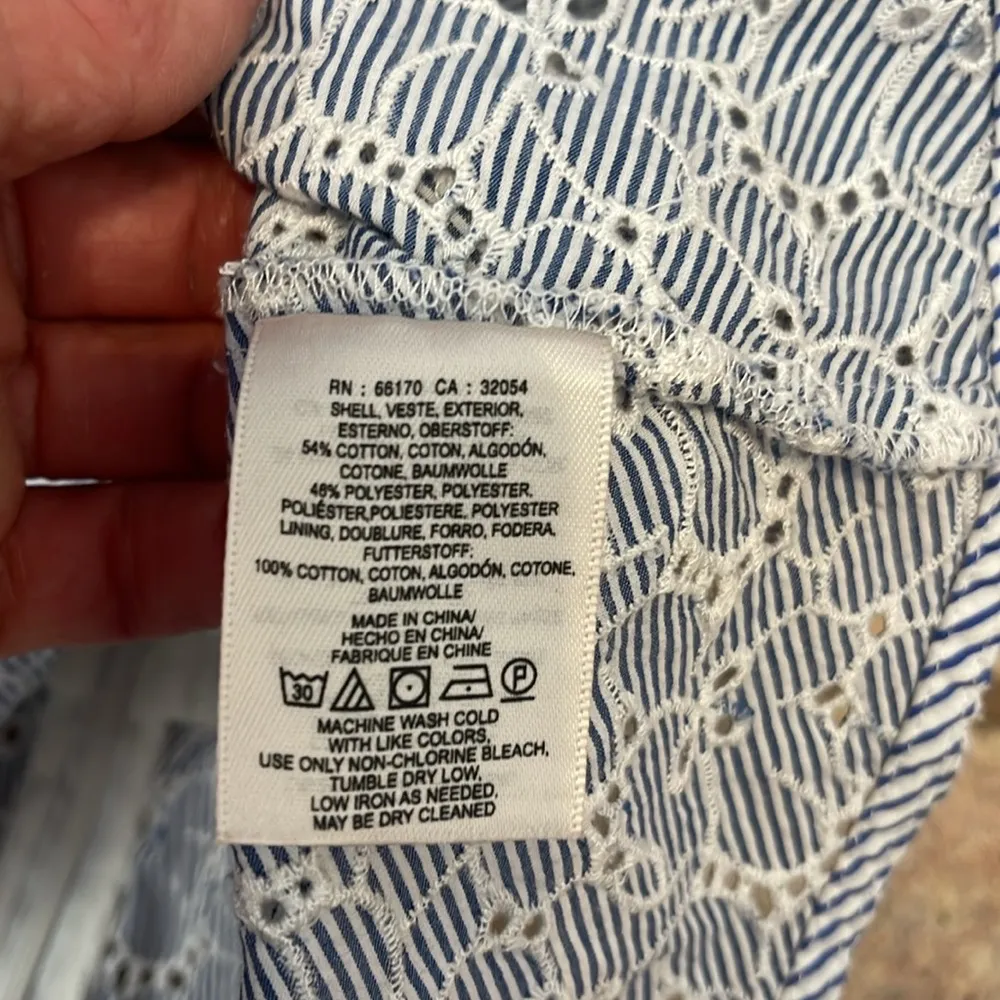 RN : 66170 CA : 32054
SHELL, VESTE, EXTERIOR,
ESTERNO, OBERSTOFF:
54% COTTON, COTON, ALGODÓN,
COTONE, BAUMWOLLE
46% POLYESTER, POLYESTER,
POLIÉSTER,POLIESTERE, POLYESTER
LINING, DOUBLURE, FORRO, FODERA,
FUTTERSTOFF:
100% COTTON, COTON, ALGODÓN, COTONE,
BAUMWOLLE
MADE IN CHINA/
HECHO EN CHINA/
FABRIQUE EN CHINE
30 P
MACHINE WASH COLD
WITH LIKE COLORS,
USE ONLY NON-CHLORINE BLEACH,
TUMBLE DRY LOW,
LOW IRON AS NEEDED,
MAY BE DRY CLEANED